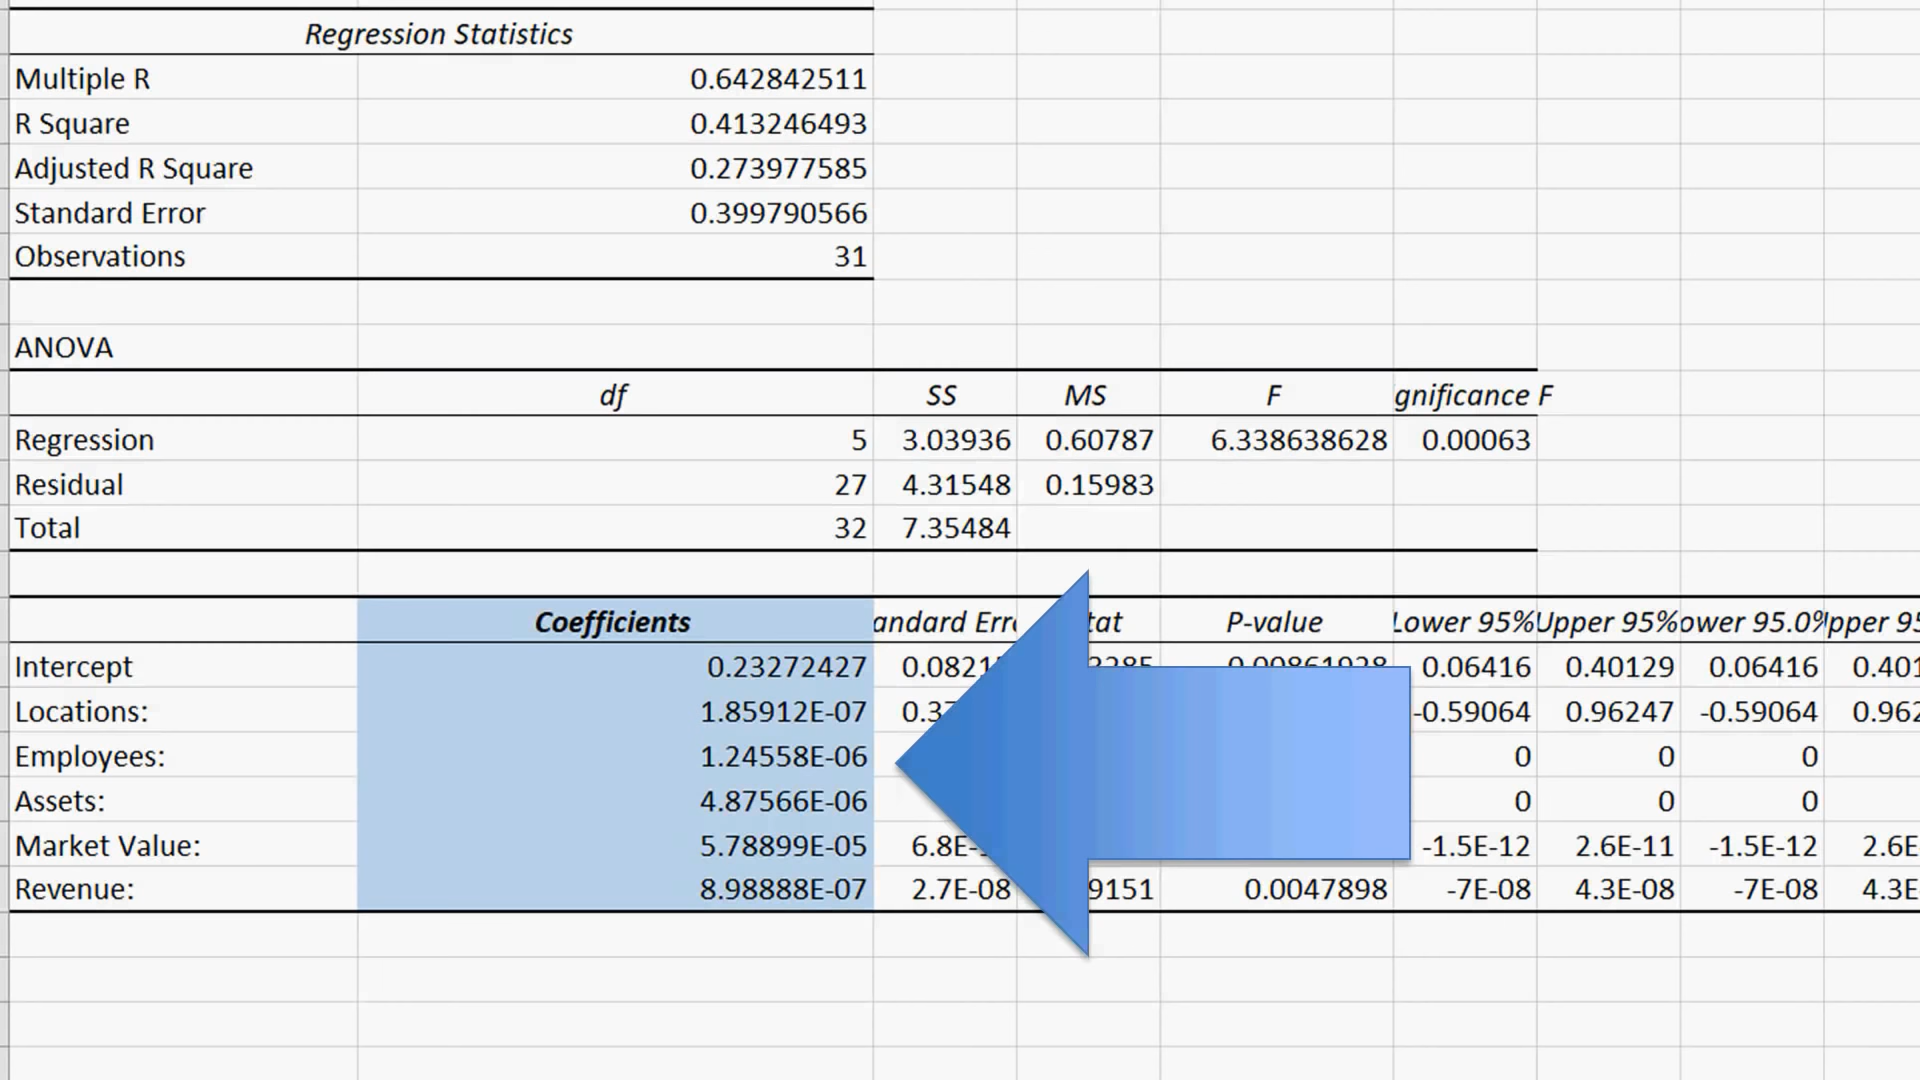 Regression Statistics
Multiple R 0.642842511
R Square 0.413246493
Adjusted R Square 0.273977585
Standard Error 0.399790566
Observations 31
ANOVA
df SS MS F gnificance F
Regression 5 3.03936 0.60787 6.338638628 0.00063
Residual 27 4.31548 0.15983
Total 32 7.35484
Coefficients andard Erro tat P-value Lower 95% Upper 95% ower 95.0% pper 95
Intercept 0.23272427 0.0821 3285 0.00861928 0.06416 0.40129 0.06416 0.401
Locations: 1.85912E-07 0.37 -0.59064 0.96247 -0.59064 0.962
Employees: 1.24558E-06 0 0 0
Assets: 4.87566E-06 0 0 0
Market Value: 5.78899E-05 6.8E- -1.5E-12 2.6E-11 -1.5E-12 2.6E
Revenue: 8.98888E-07 2.7E-08 9151 0.0047898 -7E-08 4.3E-08 -7E-08 4.3E